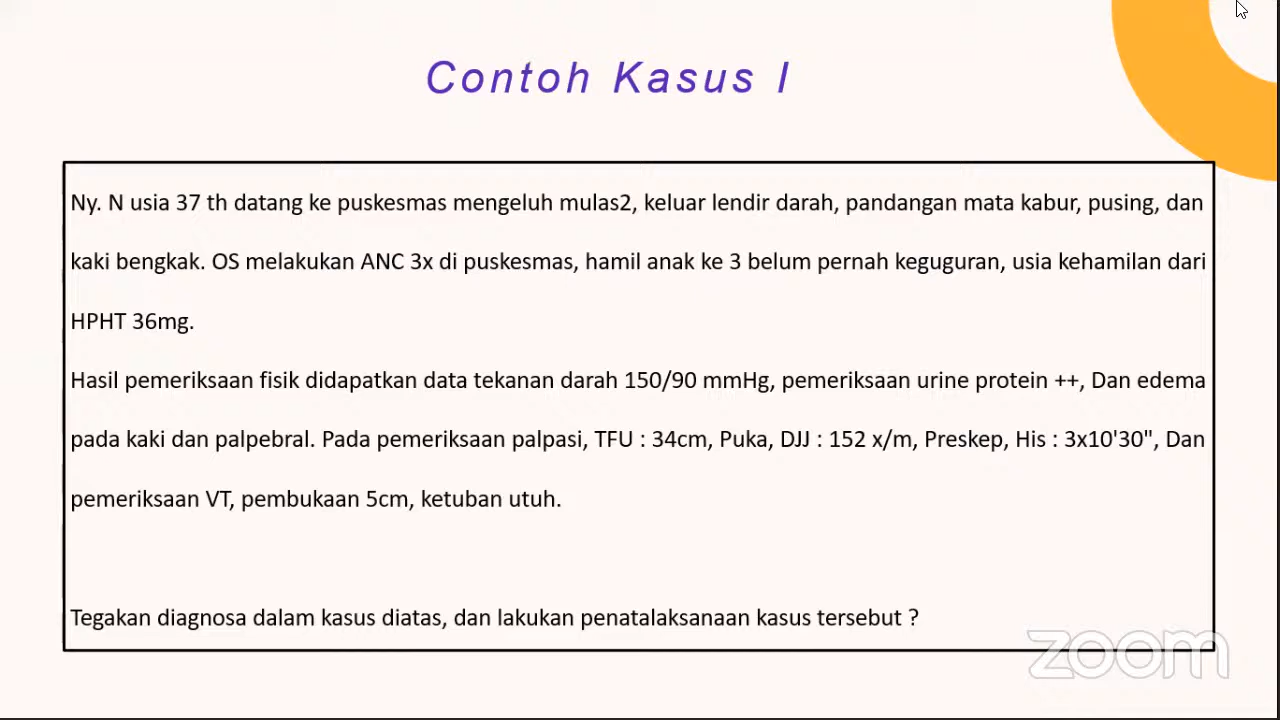 Contoh Kasus I
Ny. N usia 37 th datang ke puskesmas mengeluh mulas2, keluar lendir darah, pandangan mata kabur, pusing, dan
kaki bengkak. OS melakukan ANC 3x di puskesmas, hamil anak ke 3 belum pernah keguguran, usia kehamilan dari
HPHT 36mg.
Hasil pemeriksaan fisik didapatkan data tekanan darah 150/90 mmHg, pemeriksaan urine protein ++, Dan edema
pada kaki dan palpebral. Pada pemeriksaan palpasi, TFU : 34cm, Puka, DJJ : 152 x/m, Preskep, His : 3x10'30", Dan
pemeriksaan VT, pembukaan 5cm, ketuban utuh.
Tegakan diagnosa dalam kasus diatas, dan lakukan penatalaksanaan kasus tersebut ?
zoom